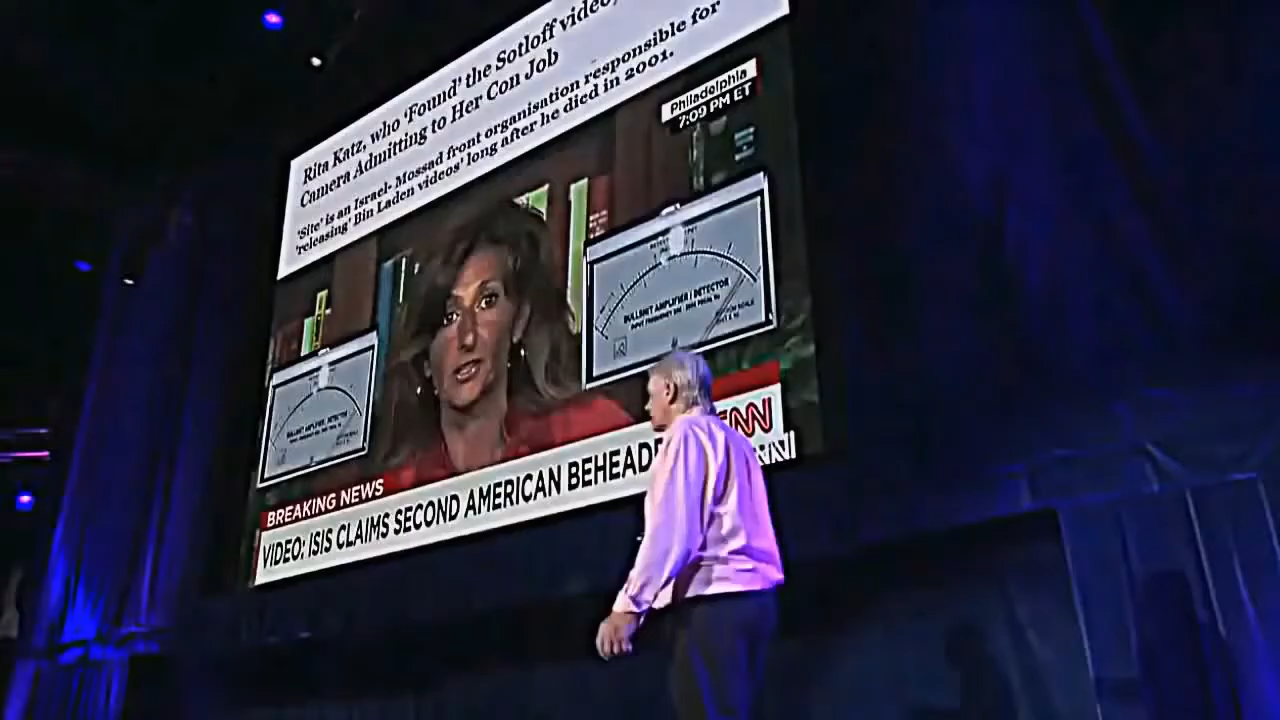 Rita Katz, who 'Found' the Sotloff video,
Camera Admitting to Her Con Job
'Site' is an Israel-Mossad front organisation responsible for
'releasing' Bin Laden videos' long after he died in 2001.
Philadelphia
7:09 PM ET
BULLSHIT AMPLIFIER / DETECTOR
BULLSHIT AMPLIFIER / DETECTOR
CNN
BREAKING NEWS
VIDEO: ISIS CLAIMS SECOND AMERICAN BEHEADE